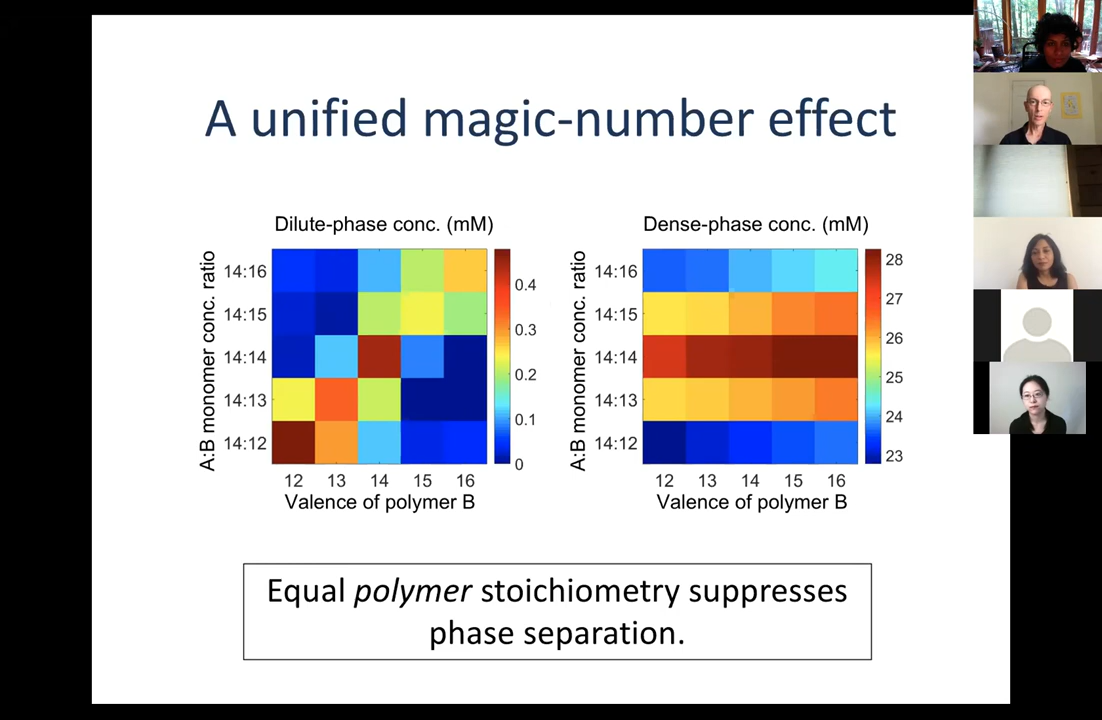 A unified magic-number effect
Dilute-phase conc. (mM)
A:B monomer conc. ratio
14:16
14:15
14:14
14:13
14:12
12 13 14 15 16
Valence of polymer B
0.4
0.3
0.2
0.1
0
Dense-phase conc. (mM)
A:B monomer conc. ratio
14:16
14:15
14:14
14:13
14:12
12 13 14 15 16
Valence of polymer B
28
27
26
25
24
23
Equal polymer stoichiometry suppresses
phase separation.